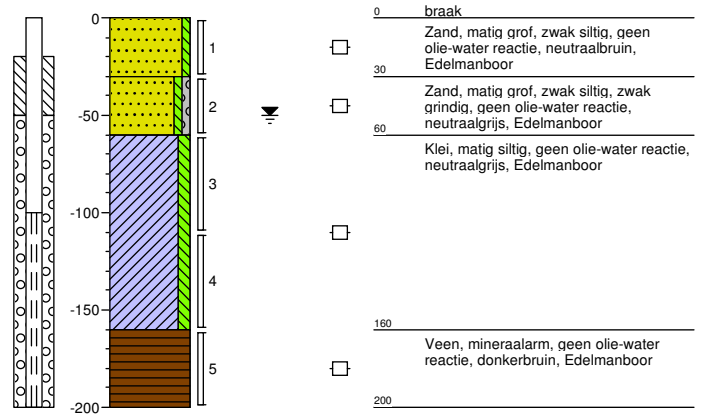 0
-50
-100
-150
-200
1
2
3
4
5
0
braak
Zand, matig grof, zwak siltig, geen
olie-water reactie, neutraalbruin,
Edelmanboor
30
Zand, matig grof, zwak siltig, zwak
grindig, geen olie-water reactie,
neutraalgrijs, Edelmanboor
60
Klei, matig siltig, geen olie-water reactie,
neutraalgrijs, Edelmanboor
160
Veen, mineraalarm, geen olie-water
reactie, donkerbruin, Edelmanboor
200